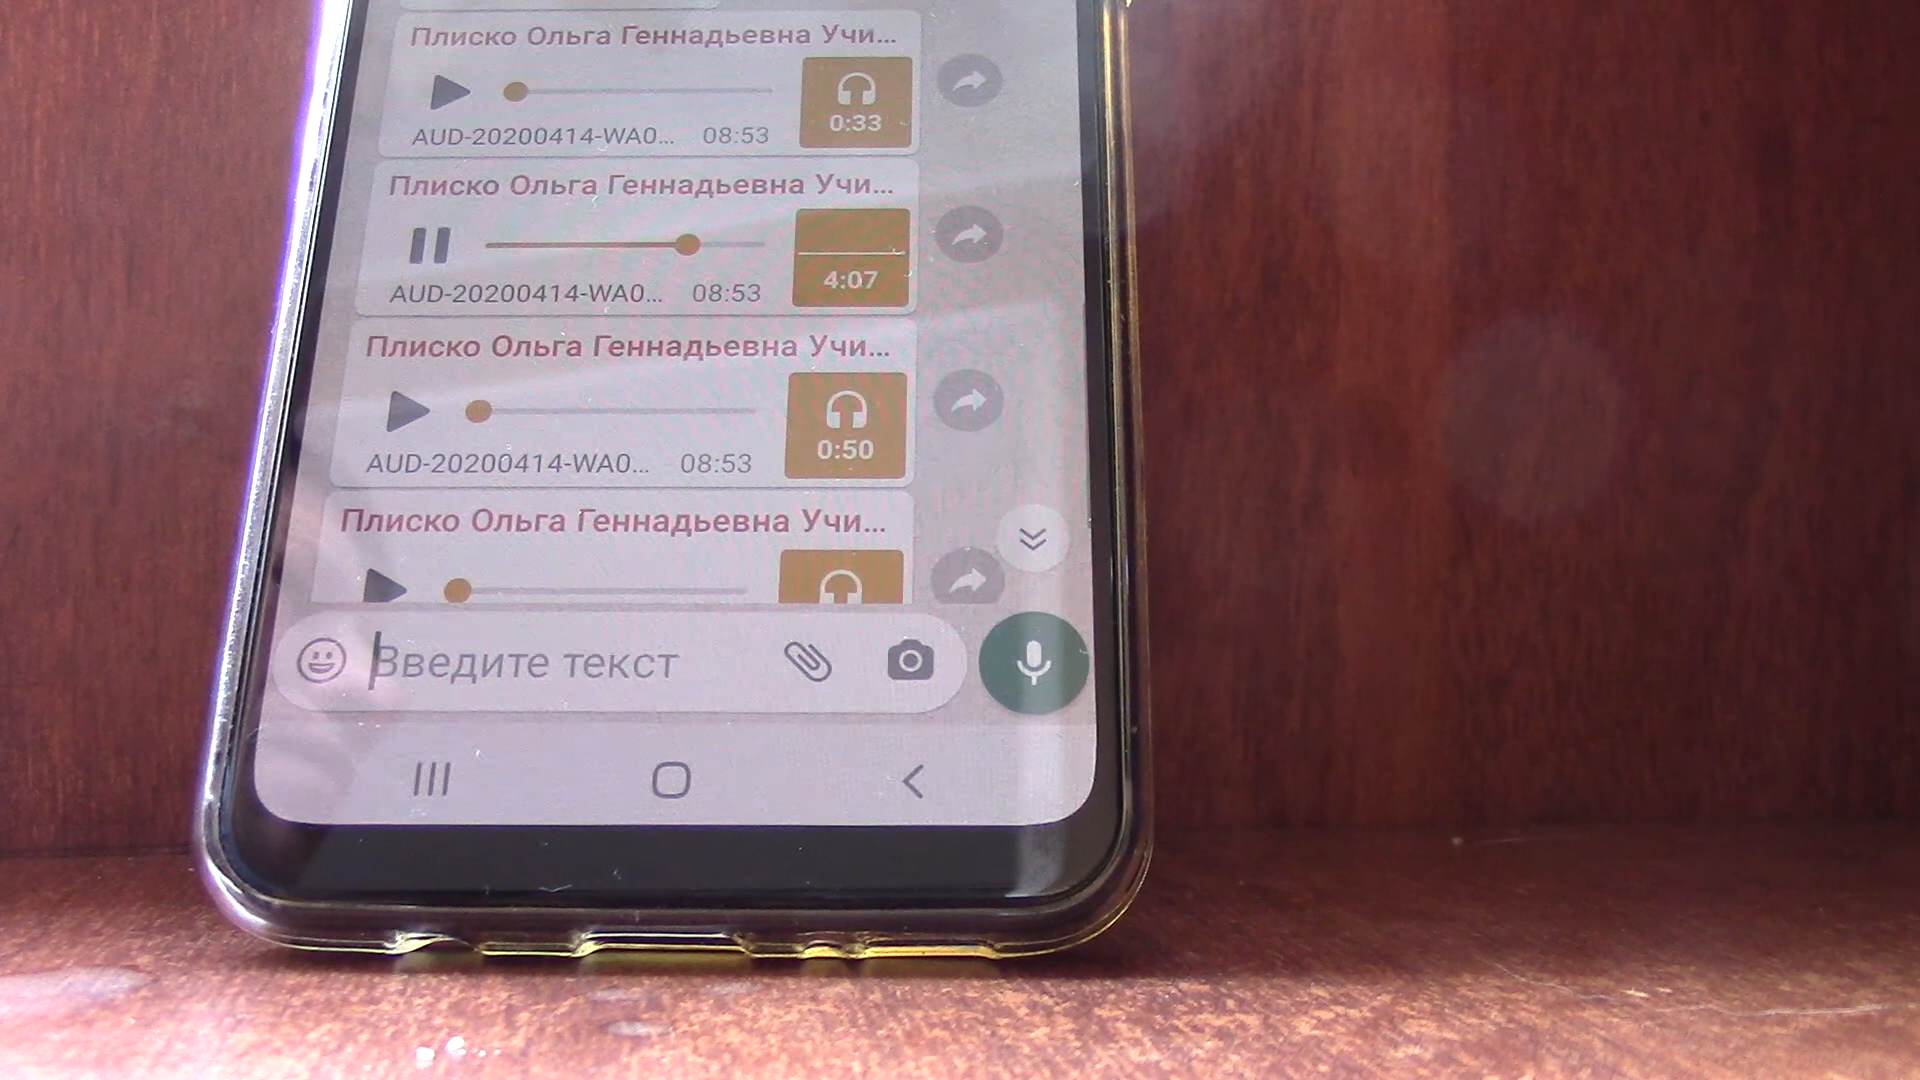 Плиско Ольга Геннадьевна Учи...
0:33
AUD-20200414-WA0... 08:53
Плиско Ольга Геннадьевна Учи...
4:07
AUD-20200414-WA0... 08:53
Плиско Ольга Геннадьевна Учи...
0:50
AUD-20200414-WA0... 08:53
Плиско Ольга Геннадьевна Учи...
Введите текст